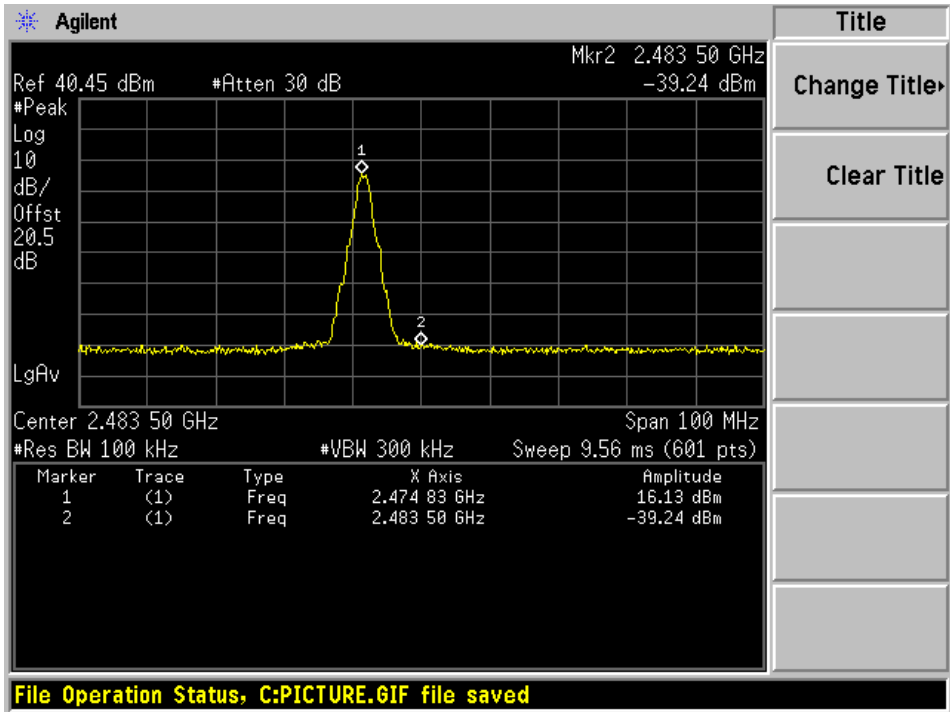 Agilent
Title
Mkr2 2.483 50 GHz
Ref 40.45 dBm #Atten 30 dB -39.24 dBm
#Peak
Log
10
dB/
Offst
20.5
dB
LgAv
1
2
Center 2.483 50 GHz Span 100 MHz
#Res BW 100 kHz #VBW 300 kHz Sweep 9.56 ms (601 pts)
Marker Trace Type X Axis Amplitude
1 (1) Freq 2.474 83 GHz 16.13 dBm
2 (1) Freq 2.483 50 GHz -39.24 dBm
Change Title
Clear Title
File Operation Status, C:PICTURE.GIF file saved